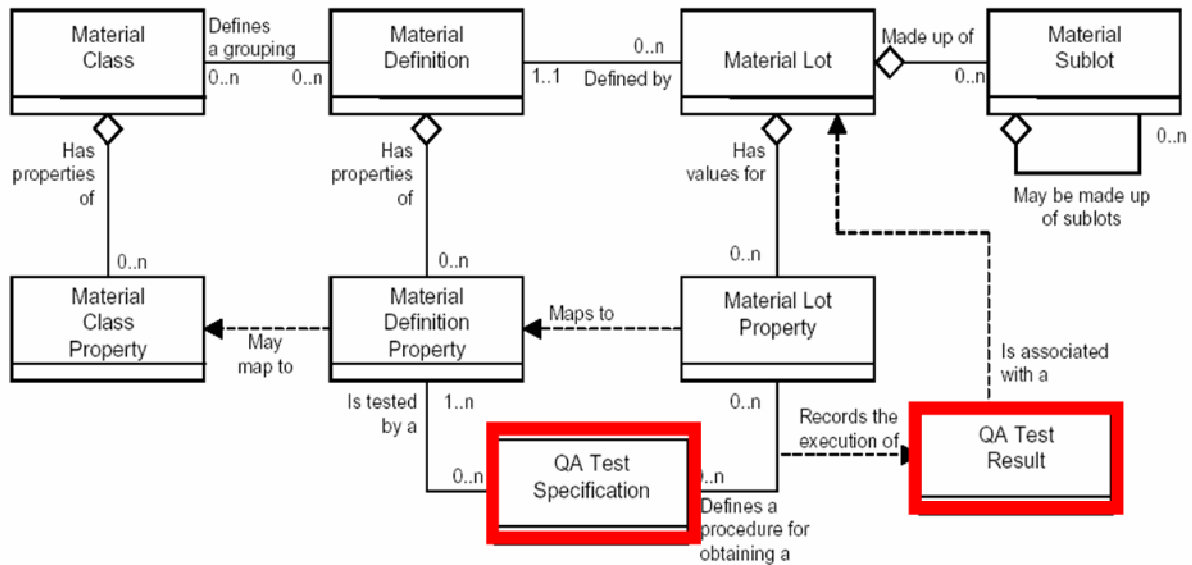 Material
Class
Defines
a grouping
0..n
0..n
Material
Definition
1..1
0..n
Defined by
Material Lot
Made up of
0..n
Material
Sublot
0..n
May be made up
of sublots
Has
properties
of
0..n
Has
properties
of
0..n
Has
values for
0..n
Material
Class
Property
May
map to
Material
Definition
Property
Maps to
Material Lot
Property
Is associated
with a
Is tested
by a
1..n
0..n
QA Test
Specification
0..n
0..n
Defines a
procedure for
obtaining a
Records the
execution of
QA Test
Result